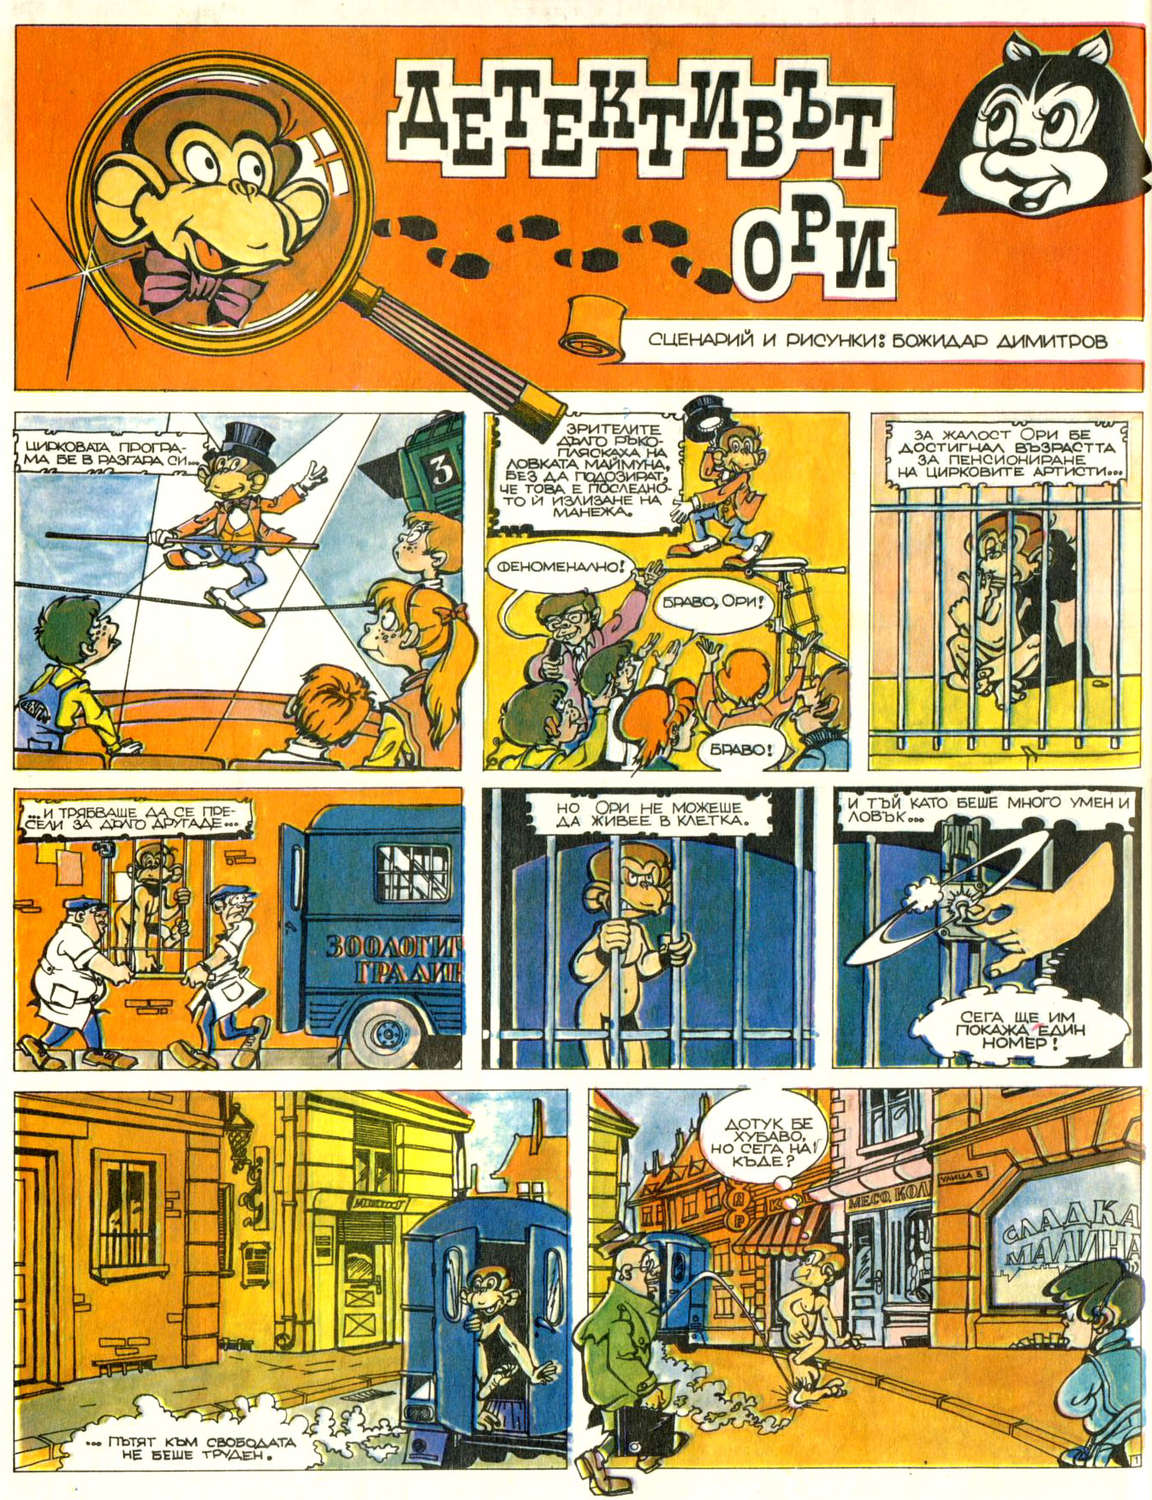 ДЕТЕКТИВЪТ
ОРИ
СЦЕНАРИЙ И РИСУНКИ: БОЖИДАР ДИМИТРОВ
ЦИРКОВАТА ПРОГРА-
МА БЕ В РАЗГАРА СИ...
3
ЗРИТЕЛИТЕ
ДЪЛГО РЪКО-
ПЛЯСКАХА НА
ЛОВКАТА МАЙМУНА,
БЕЗ ДА ПОДОЗИРАТ,
ЧЕ ТОВА Е ПОСЛЕДНО-
ТО Ѝ ИЗЛИЗАНЕ НА
МАНЕЖА.
ФЕНОМЕНАЛНО!
БРАВО, ОРИ!
БРАВО!
ЗА ЖАЛОСТ ОРИ БЕ
ДОСТИГНАЛ ВЪЗРАСТТА
ЗА ПЕНСИОНИРАНЕ
НА ЦИРКОВИТЕ АРТИСТИ...
...И ТРЯБВАШЕ ДА СЕ ПРЕ-
СЕЛИ ЗА ДЪЛГО ДРУГАДЕ...
ЗООЛОГИЧ
ГРАДИН
НО ОРИ НЕ МОЖЕШЕ
ДА ЖИВЕЕ В КЛЕТКА.
И ТЪЙ КАТО БЕШЕ МНОГО УМЕН И
ЛОВЪК...
СЕГА ЩЕ ИМ
ПОКАЖА ЕДИН
НОМЕР!
... ПЪТЯТ КЪМ СВОБОДАТА
НЕ БЕШЕ ТРУДЕН.
ДОТУК БЕ
ХУБАВО,
НО СЕГА НА-
КЪДЕ?
МЕСО, КОЛ
УЛИЦА 5
СЛАДКА
МАЛИНА
1